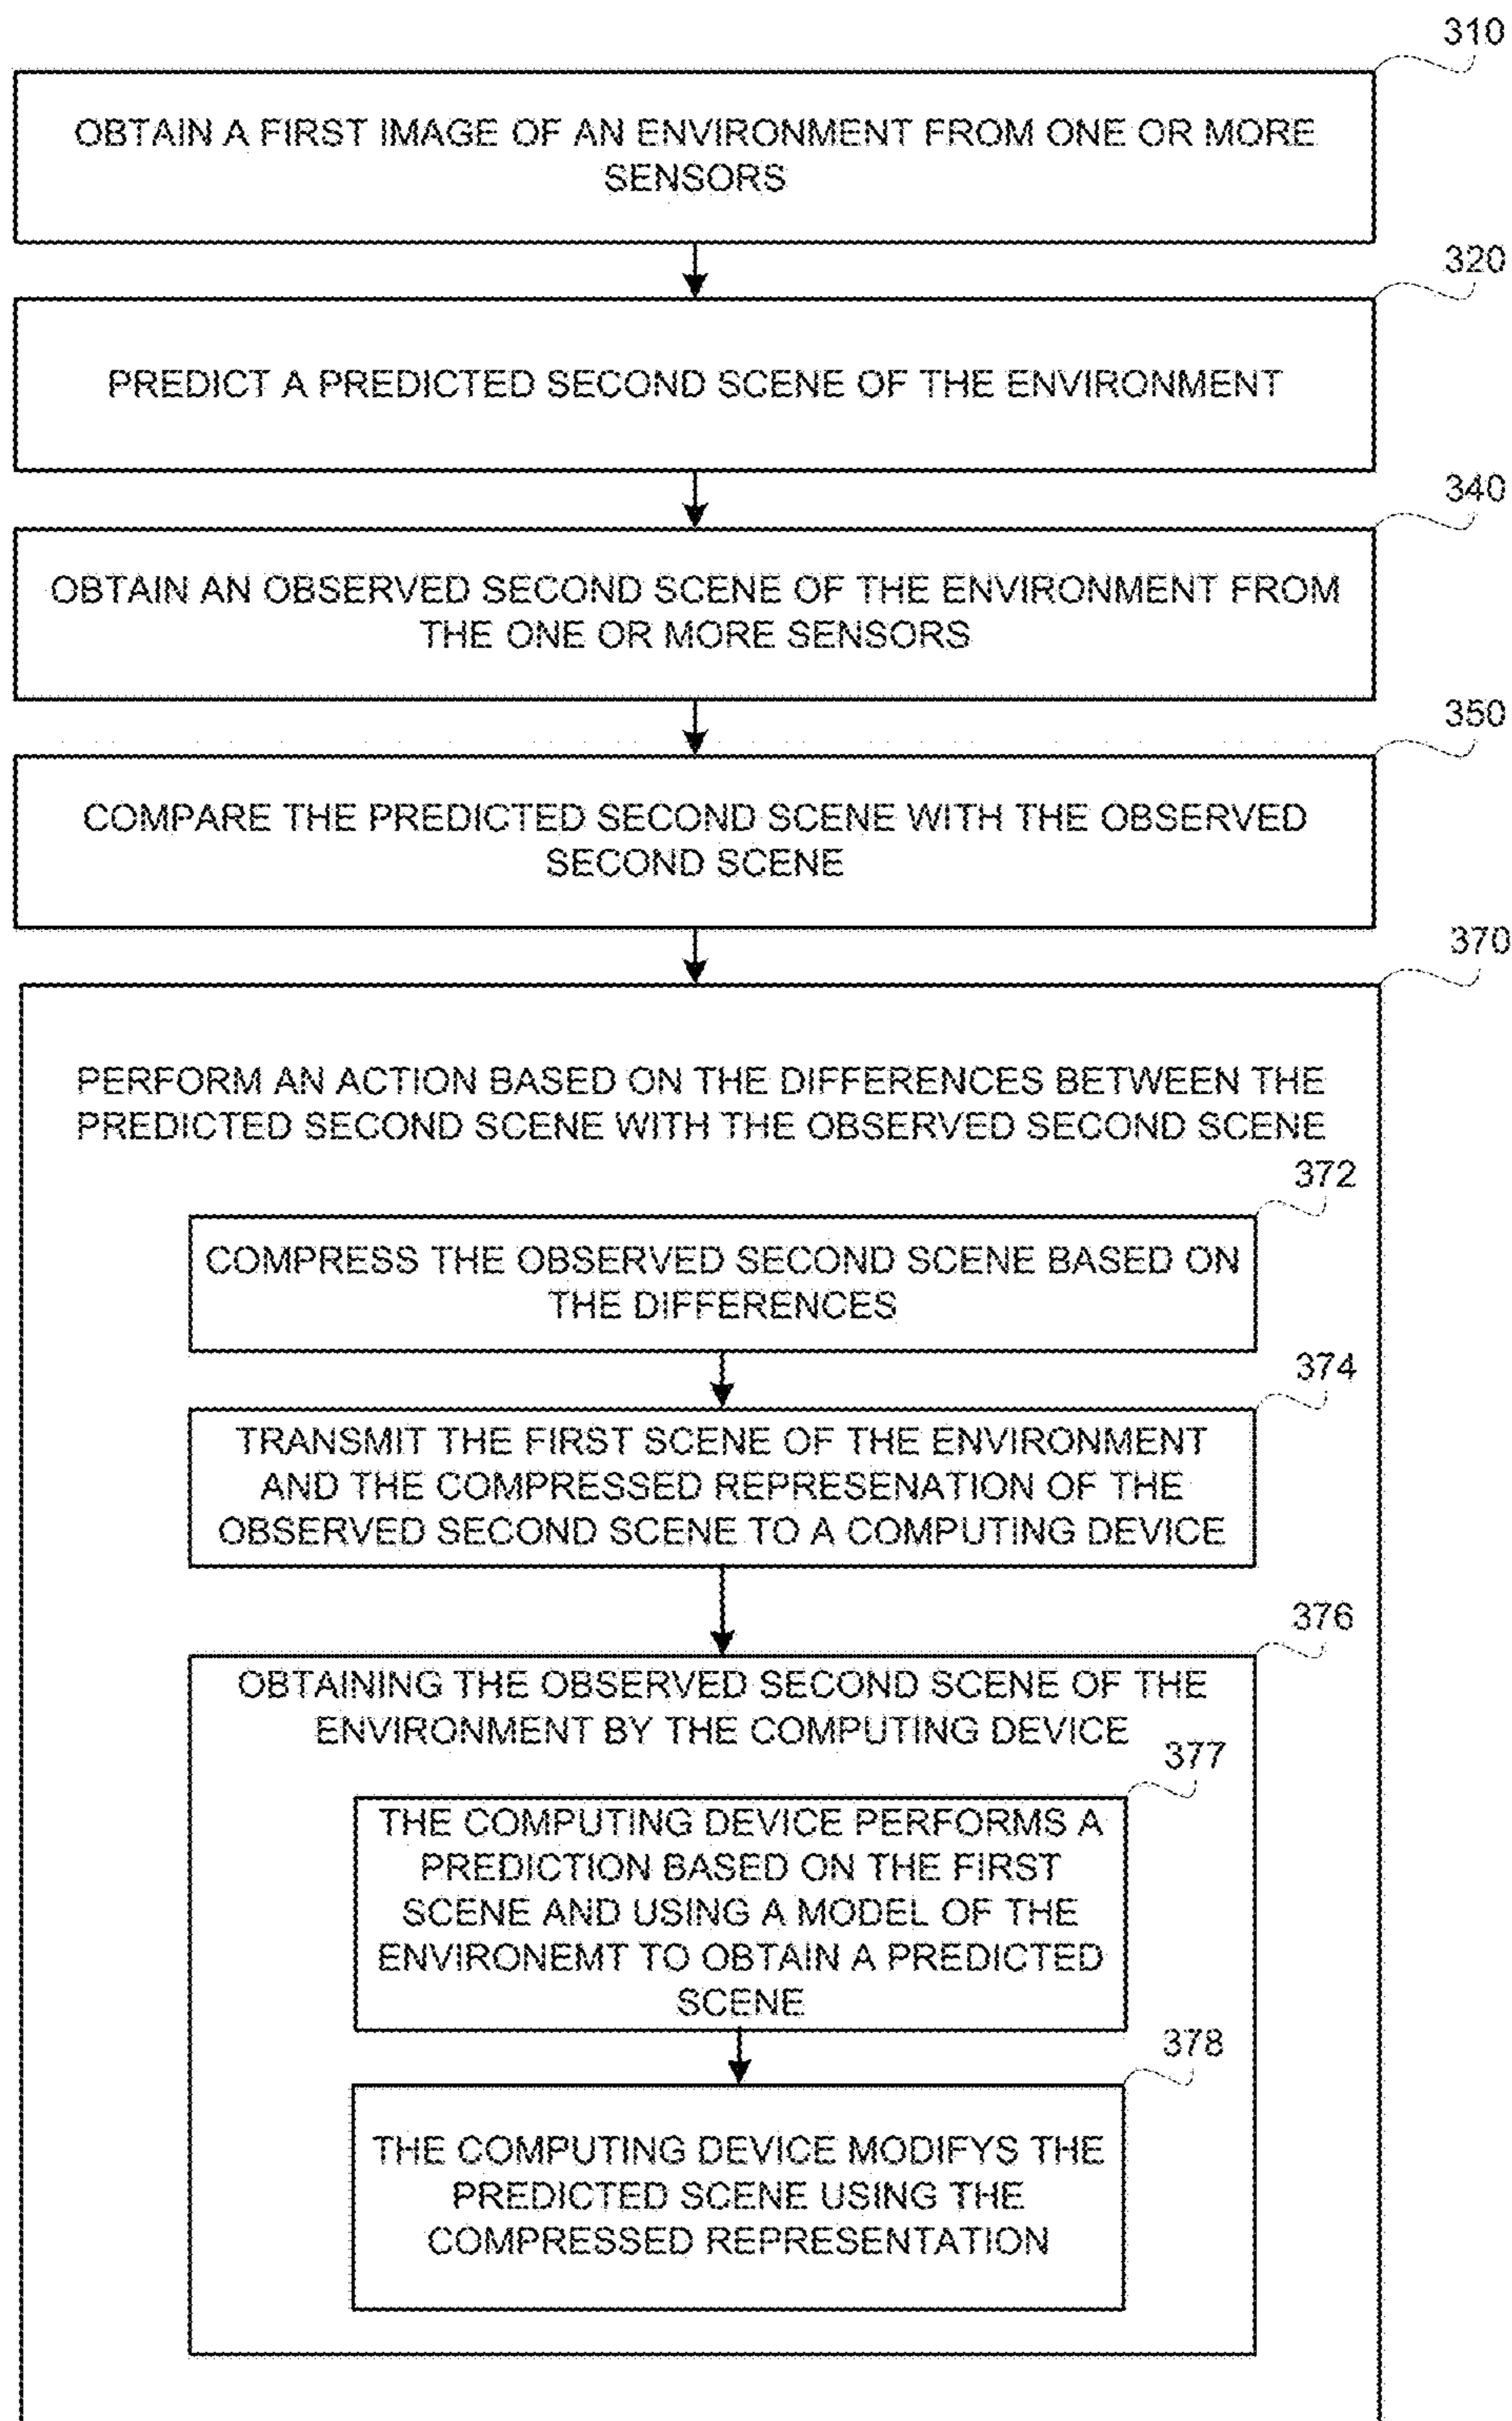 310
OBTAIN A FIRST IMAGE OF AN ENVIRONMENT FROM ONE OR MORE
SENSORS
320
PREDICT A PREDICTED SECOND SCENE OF THE ENVIRONMENT
340
OBTAIN AN OBSERVED SECOND SCENE OF THE ENVIRONMENT FROM
THE ONE OR MORE SENSORS
350
COMPARE THE PREDICTED SECOND SCENE WITH THE OBSERVED
SECOND SCENE
370
PERFORM AN ACTION BASED ON THE DIFFERENCES BETWEEN THE
PREDICTED SECOND SCENE WITH THE OBSERVED SECOND SCENE
372
COMPRESS THE OBSERVED SECOND SCENE BASED ON
THE DIFFERENCES
374
TRANSMIT THE FIRST SCENE OF THE ENVIRONMENT
AND THE COMPRESSED REPRESENATION OF THE
OBSERVED SECOND SCENE TO A COMPUTING DEVICE
376
OBTAINING THE OBSERVED SECOND SCENE OF THE
ENVIRONMENT BY THE COMPUTING DEVICE
377
THE COMPUTING DEVICE PERFORMS A
PREDICTION BASED ON THE FIRST
SCENE AND USING A MODEL OF THE
ENVIRONEMT TO OBTAIN A PREDICTED
SCENE
378
THE COMPUTING DEVICE MODIFYS THE
PREDICTED SCENE USING THE
COMPRESSED REPRESENTATION